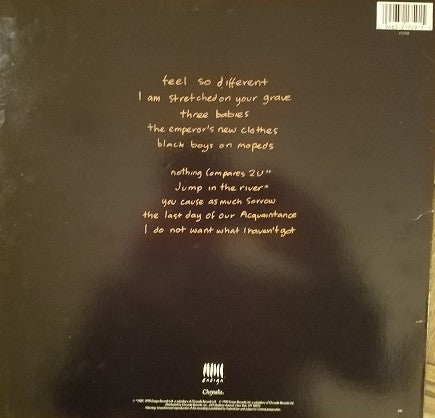 feel so different
I am stretched on your grave
three babies
the emperor's new clothes
black boys on mopeds
nothing compares 2 U"
Jump in the river*
you cause as much sorrow
the last day of our Acquaintance
I do not want what I haven't got
ensign
Chrysalis.